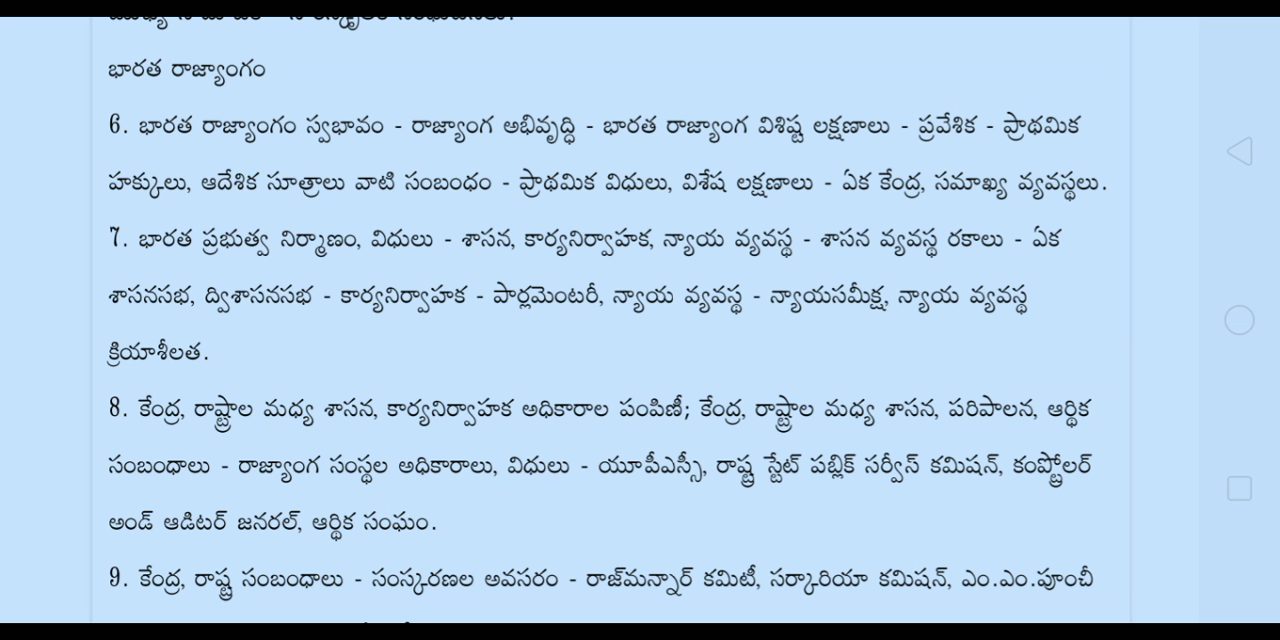 భారత రాజ్యాంగం
6. భారత రాజ్యాంగం స్వభావం - రాజ్యాంగ అభివృద్ధి - భారత రాజ్యాంగ విశిష్ట లక్షణాలు - ప్రవేశిక - ప్రాథమిక
హక్కులు, ఆదేశిక సూత్రాలు వాటి సంబంధం - ప్రాథమిక విధులు, విశేష లక్షణాలు - ఏక కేంద్ర, సమాఖ్య వ్యవస్థలు.
7. భారత ప్రభుత్వ నిర్మాణం, విధులు - శాసన, కార్యనిర్వాహక, న్యాయ వ్యవస్థ - శాసన వ్యవస్థ రకాలు - ఏక
శాసనసభ, ద్విశాసనసభ - కార్యనిర్వాహక - పార్లమెంటరీ, న్యాయ వ్యవస్థ - న్యాయసమీక్ష, న్యాయ వ్యవస్థ
క్రియాశీలత.
8. కేంద్ర, రాష్ట్రాల మధ్య శాసన, కార్యనిర్వాహక అధికారాల పంపిణీ; కేంద్ర, రాష్ట్రాల మధ్య శాసన, పరిపాలన, ఆర్థిక
సంబంధాలు - రాజ్యాంగ సంస్థల అధికారాలు, విధులు - యూపీఎస్సీ, రాష్ట్ర స్టేట్ పబ్లిక్ సర్వీస్ కమిషన్, కంప్ట్రోలర్
అండ్ ఆడిటర్ జనరల్, ఆర్థిక సంఘం.
9. కేంద్ర, రాష్ట్ర సంబంధాలు - సంస్కరణల అవసరం - రాజ్‌మన్నార్ కమిటీ, సర్కారియా కమిషన్, ఎం.ఎం.పూంచీ